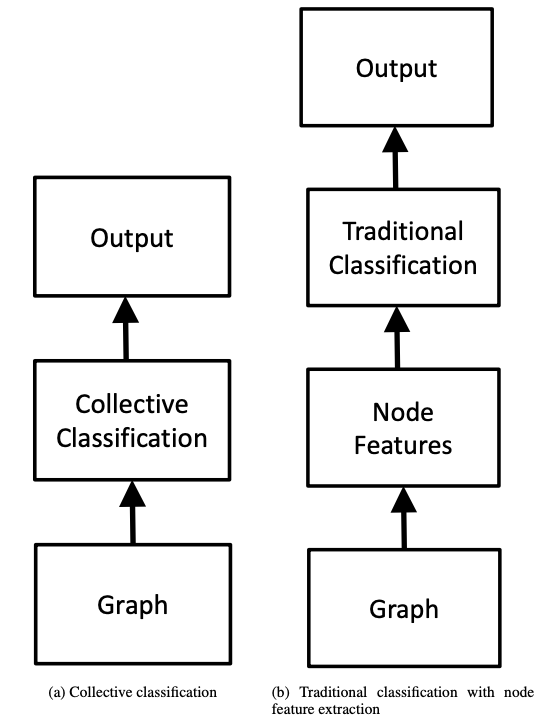 Output
Collective
Classification
Graph
(a) Collective classification
Output
Traditional
Classification
Node
Features
Graph
(b) Traditional classification with node
feature extraction